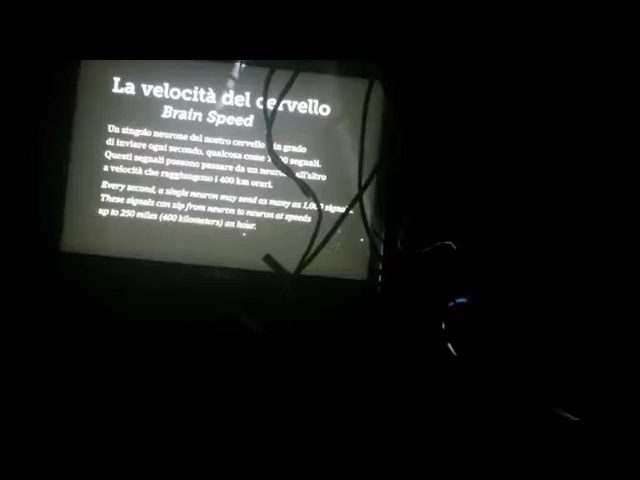 La velocità del cervello
Brain Speed
Un singolo neurone del nostro cervello in grado
di inviare ogni secondo, qualcosa come segnali.
Questi segnali possono passare da un all'altro
a velocità che raggiungono i 400 km orari.
Every second, a single neuron may send as many as
These signals can zip from neuron to neuron at speeds
up to 250 miles (400 kilometers) an hour.